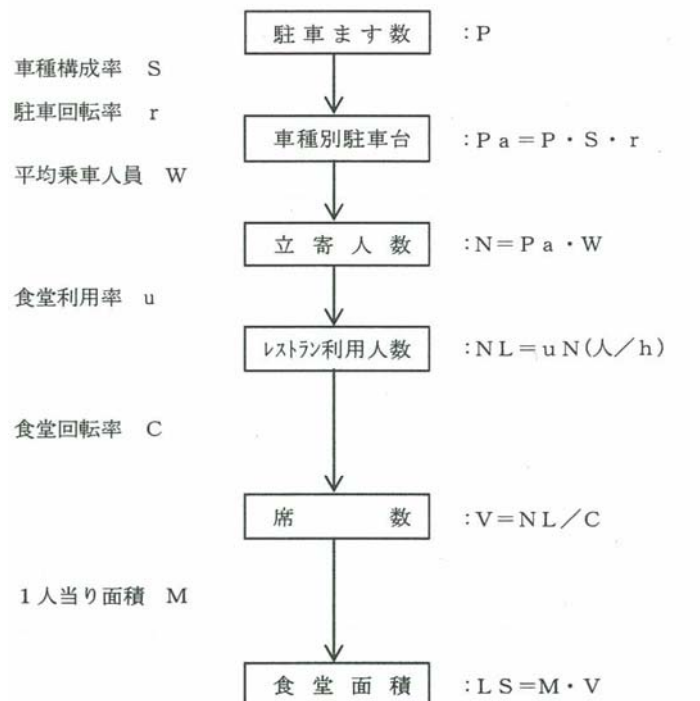 駐車ます数 :P
車種構成率 S
駐車回転率 r
車種別駐車台 :Pa=P・S・r
平均乗車人員 W
立寄人数 :N=Pa・W
食堂利用率 u
レストラン利用人数 :NL=uN(人/h)
食堂回転率 C
席数 :V=NL/C
1人当り面積 M
食堂面積 :LS=M・V